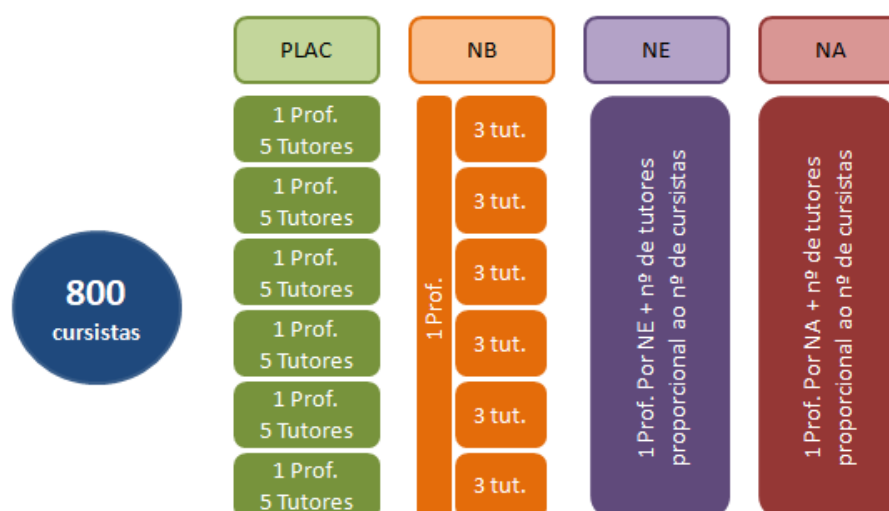 PLAC
NB
NE
NA
800
cursistas
1 Prof.
5 Tutores
1 Prof.
5 Tutores
1 Prof.
5 Tutores
1 Prof.
5 Tutores
1 Prof.
5 Tutores
1 Prof.
5 Tutores
1 Prof.
3 tut.
3 tut.
3 tut.
3 tut.
3 tut.
3 tut.
1 Prof. Por NE + nº de tutores
proporcional ao nº de cursistas
1 Prof. Por NA + nº de tutores
proporcional ao nº de cursistas